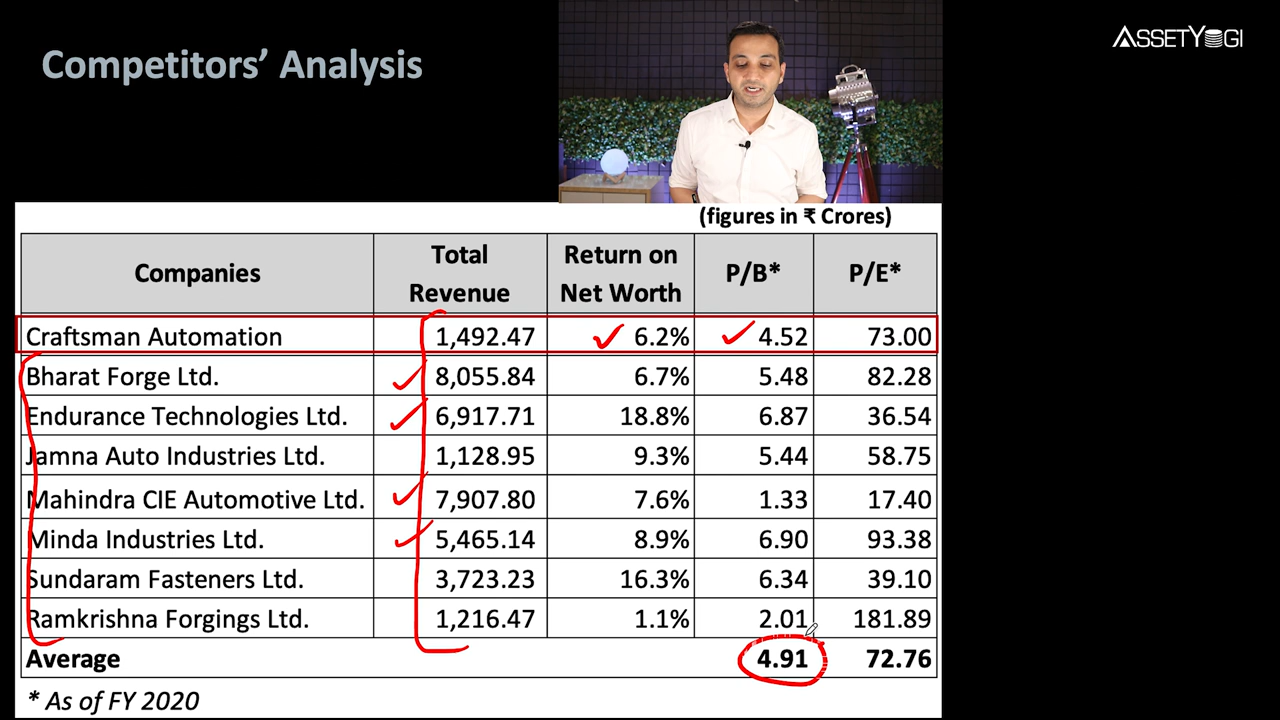 Competitors' Analysis
ASSETYOGI
(figures in ₹ Crores)
Companies Total Revenue Return on Net Worth P/B* P/E*
Craftsman Automation 1,492.47 6.2% 4.52 73.00
Bharat Forge Ltd. 8,055.84 6.7% 5.48 82.28
Endurance Technologies Ltd. 6,917.71 18.8% 6.87 36.54
Jamna Auto Industries Ltd. 1,128.95 9.3% 5.44 58.75
Mahindra CIE Automotive Ltd. 7,907.80 7.6% 1.33 17.40
Minda Industries Ltd. 5,465.14 8.9% 6.90 93.38
Sundaram Fasteners Ltd. 3,723.23 16.3% 6.34 39.10
Ramkrishna Forgings Ltd. 1,216.47 1.1% 2.01 181.89
Average 4.91 72.76
* As of FY 2020